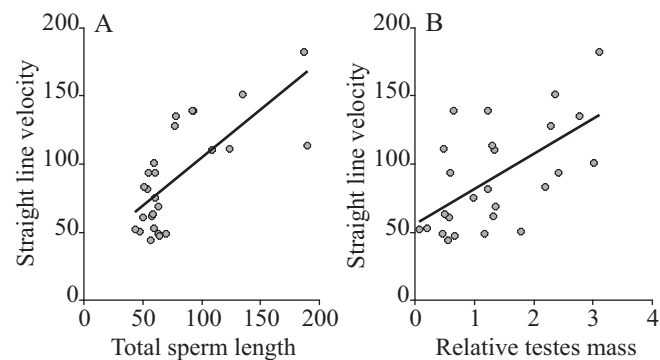 A
Straight line velocity
200
150
100
50
0
0 50 100 150 200
Total sperm length
B
Straight line velocity
200
150
100
50
0
0 1 2 3 4
Relative testes mass